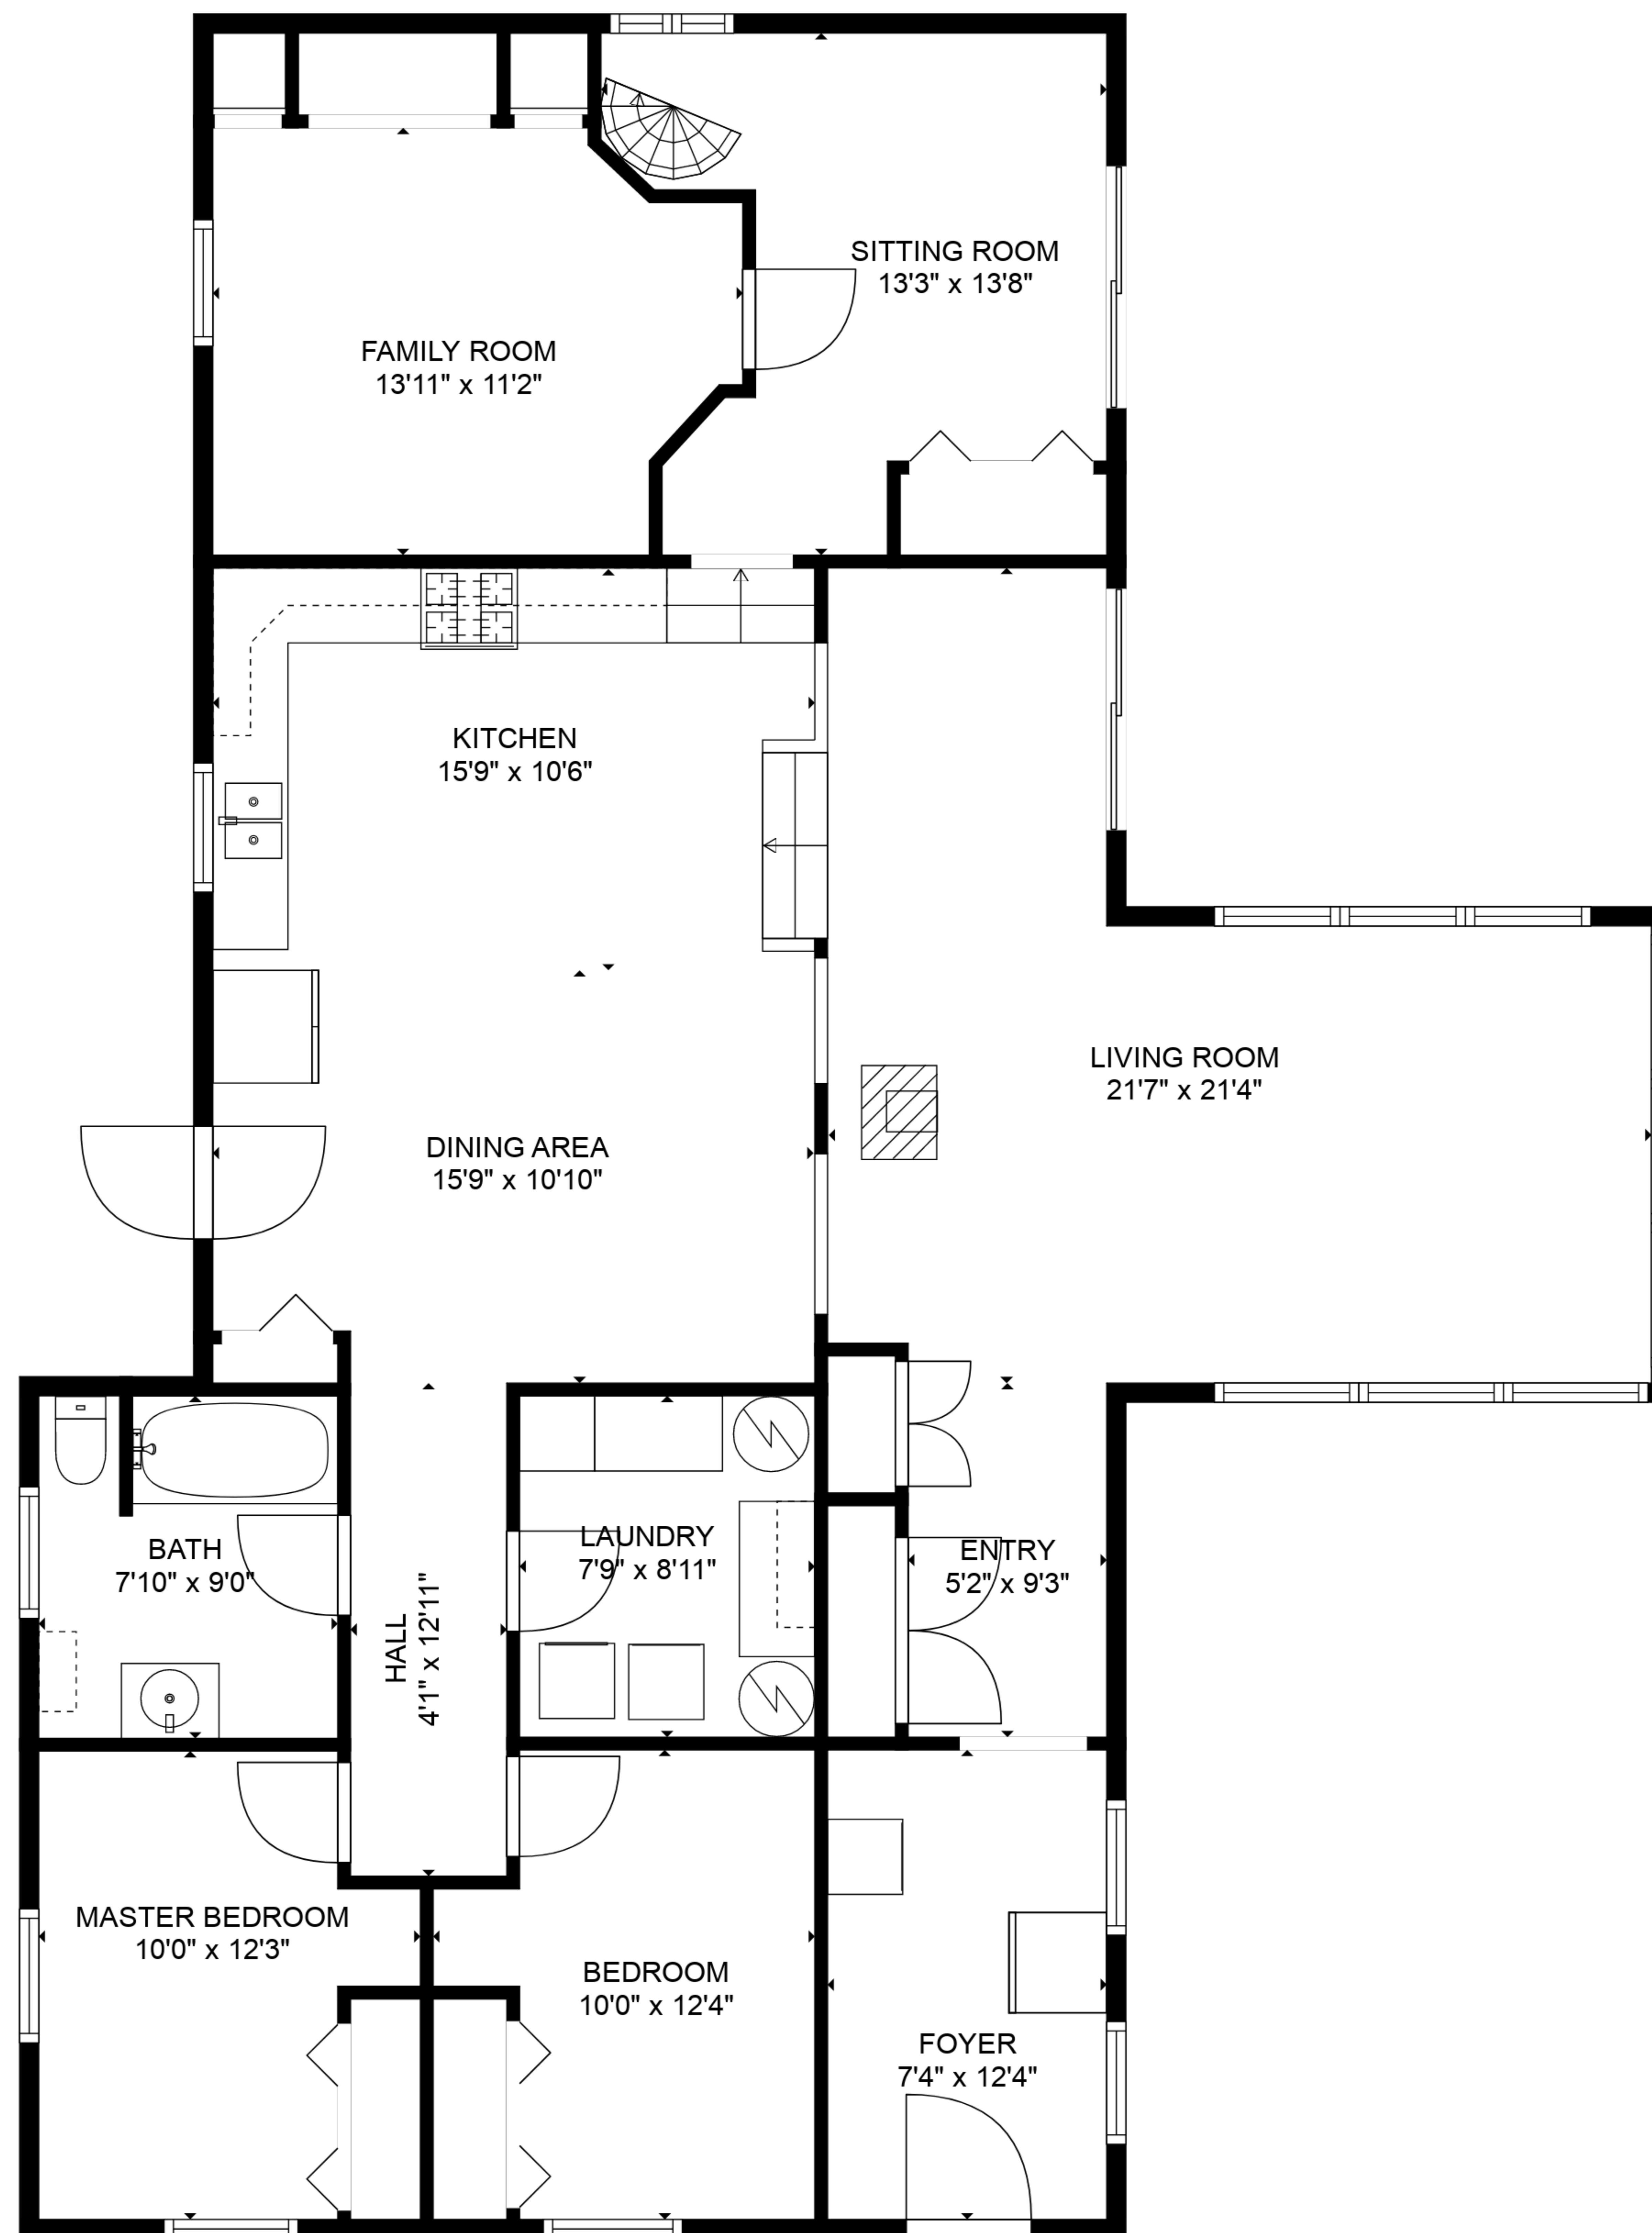 SITTING ROOM
13'3" x 13'8"
FAMILY ROOM
13'11" x 11'2"
KITCHEN
15'9" x 10'6"
LIVING ROOM
21'7" x 21'4"
DINING AREA
15'9" x 10'10"
BATH
7'10" x 9'0"
HALL
4'1" x 12'11"
LAUNDRY
7'9" x 8'11"
ENTRY
5'2" x 9'3"
MASTER BEDROOM
10'0" x 12'3"
BEDROOM
10'0" x 12'4"
FOYER
7'4" x 12'4"